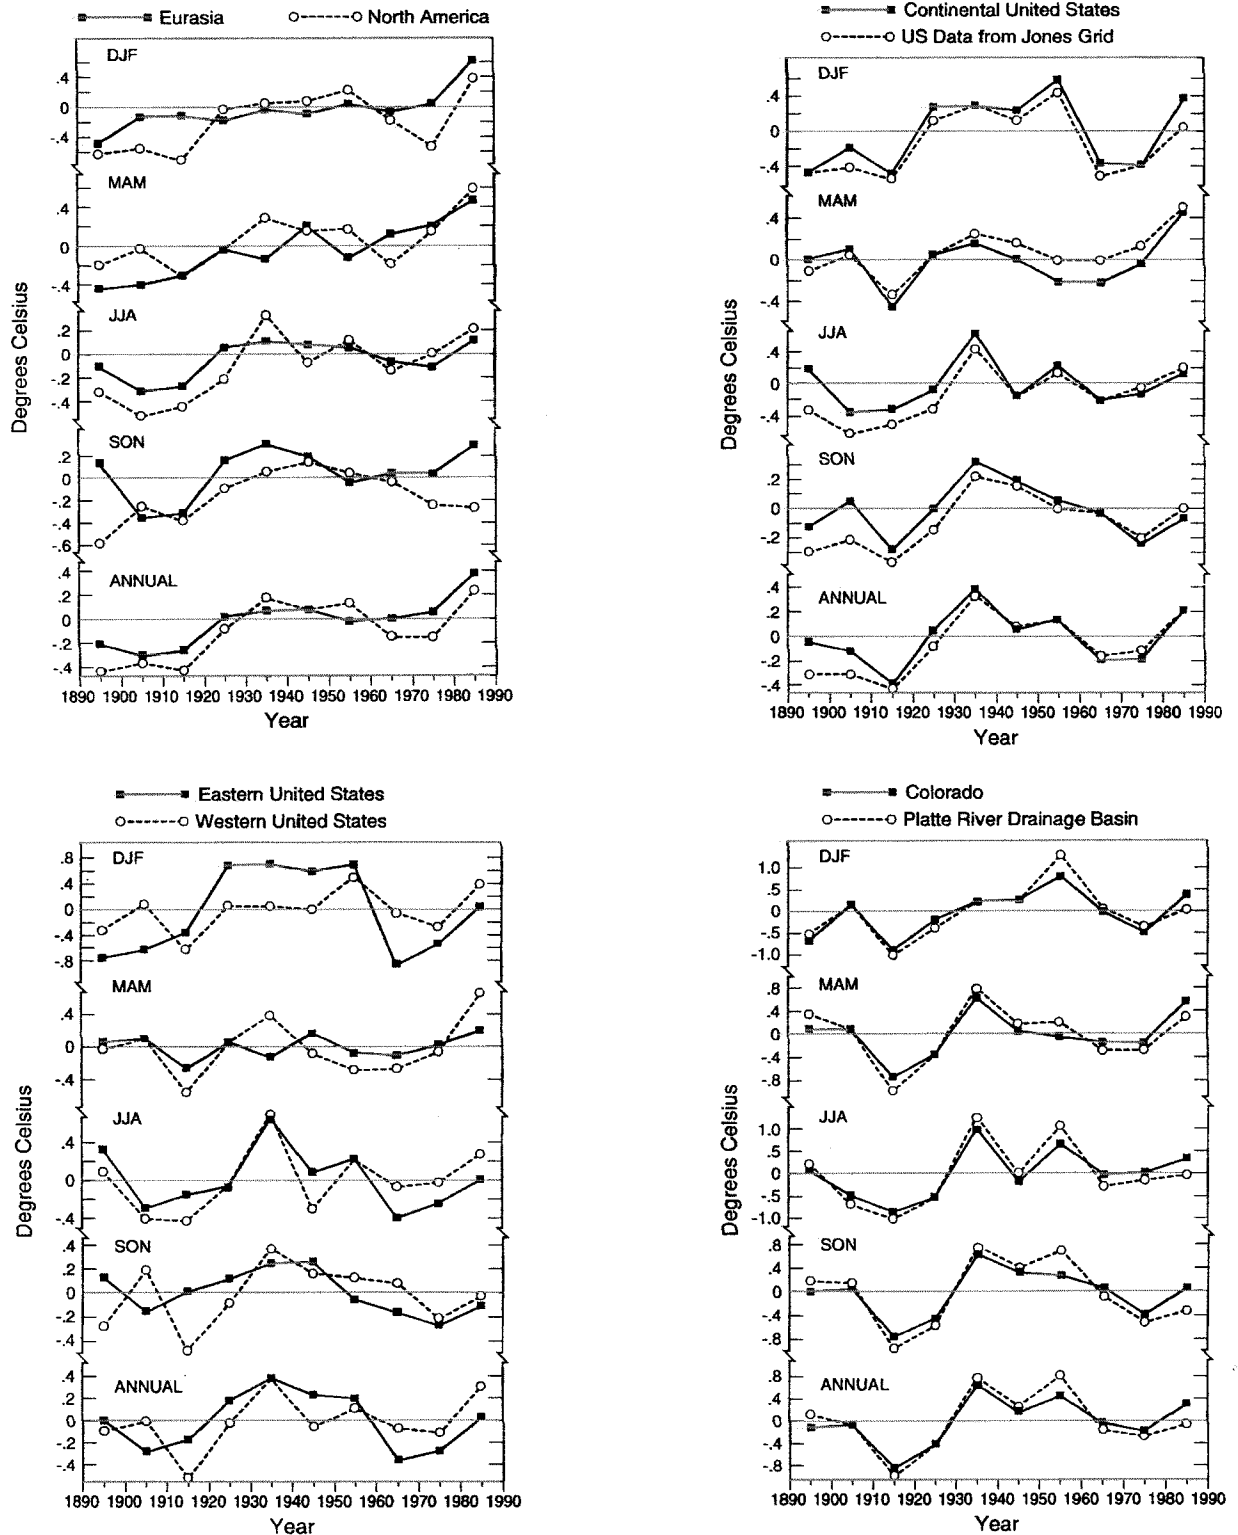 Eurasia North America
DJF
.4
0
-.4
MAM
.4
0
-.4
JJA
.2
0
-.2
-.4
SON
.2
0
-.2
-.4
-.6
ANNUAL
.4
.2
0
-.2
-.4
Degrees Celsius
1890 1900 1910 1920 1930 1940 1950 1960 1970 1980 1990
Year
Continental United States
US Data from Jones Grid
DJF
.4
0
-.4
MAM
.4
0
-.4
JJA
.4
0
-.4
SON
.2
0
-.2
ANNUAL
.4
.2
0
-.2
-.4
Degrees Celsius
1890 1900 1910 1920 1930 1940 1950 1960 1970 1980 1990
Year
Eastern United States
Western United States
DJF
.8
.4
0
-.4
-.8
MAM
.4
0
-.4
JJA
.4
0
-.4
SON
.4
.2
0
-.2
-.4
ANNUAL
.4
.2
0
-.2
-.4
Degrees Celsius
1890 1900 1910 1920 1930 1940 1950 1960 1970 1980 1990
Year
Colorado
Platte River Drainage Basin
DJF
1.0
.5
0
-.5
-1.0
MAM
.8
.4
0
-.4
-.8
JJA
1.0
.5
0
-.5
-1.0
SON
.8
.4
0
-.4
-.8
ANNUAL
.8
.4
0
-.4
-.8
Degrees Celsius
1890 1900 1910 1920 1930 1940 1950 1960 1970 1980 1990
Year